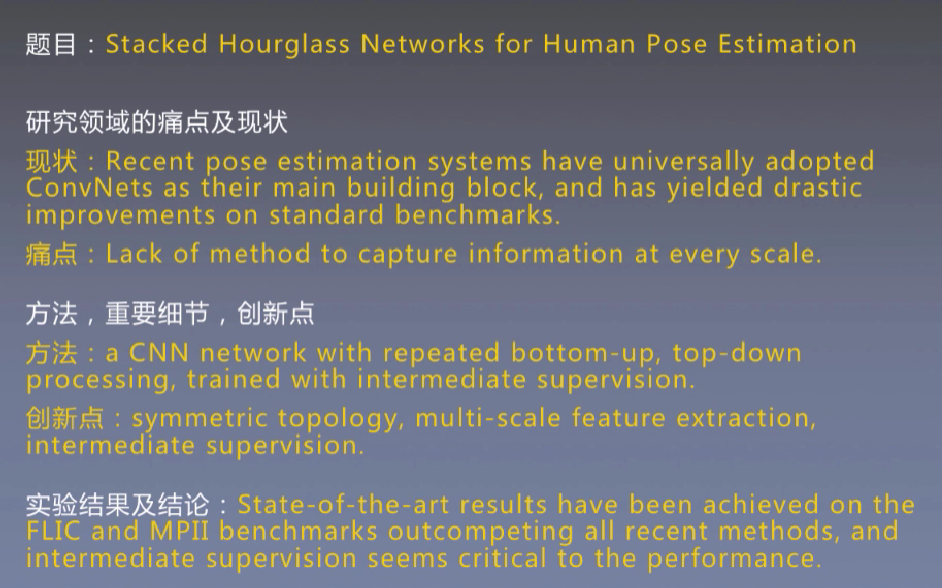 题目：Stacked Hourglass Networks for Human Pose Estimation
研究领域的痛点及现状
现状：Recent pose estimation systems have universally adopted
ConvNets as their main building block, and has yielded drastic
improvements on standard benchmarks.
痛点：Lack of method to capture information at every scale.
方法，重要细节，创新点
方法：a CNN network with repeated bottom-up, top-down
processing, trained with intermediate supervision.
创新点：symmetric topology, multi-scale feature extraction,
intermediate supervision.
实验结果及结论：State-of-the-art results have been achieved on the
FLIC and MPII benchmarks outcompeting all recent methods, and
intermediate supervision seems critical to the performance.